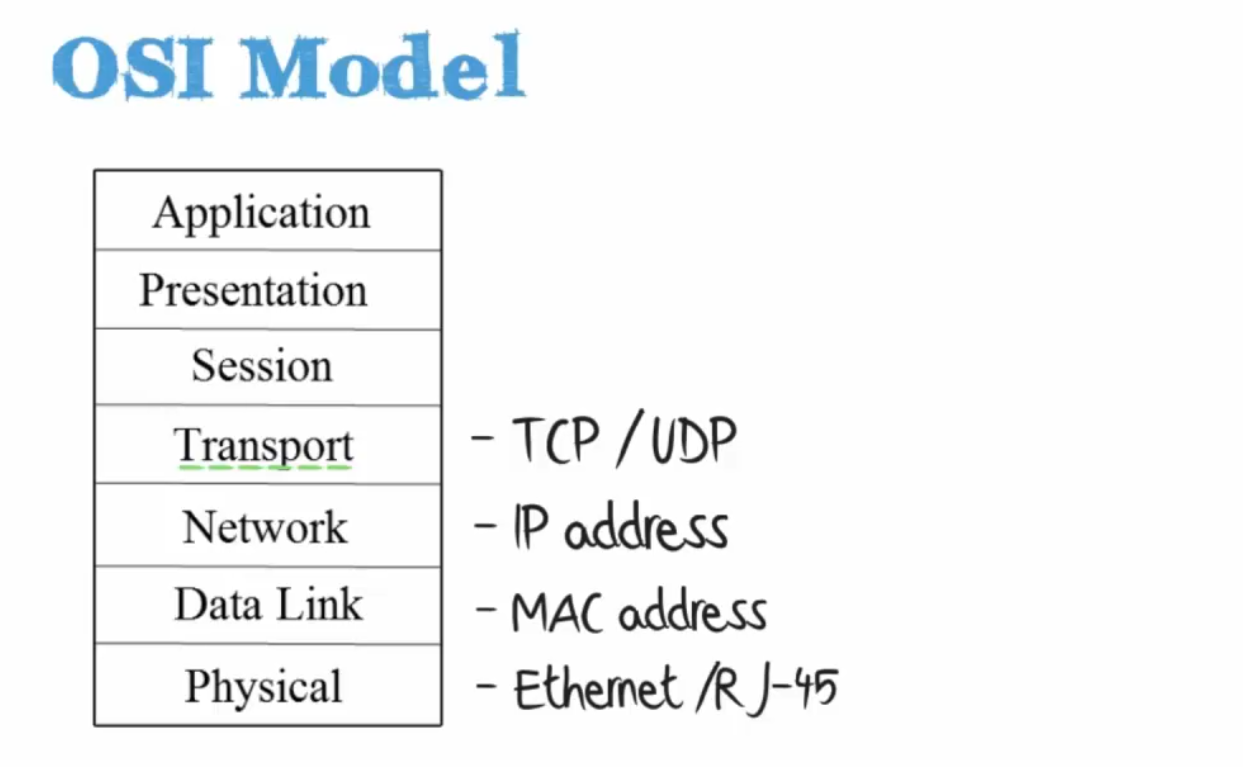 OSI Model
Application
Presentation
Session
Transport - TCP / UDP
Network - IP address
Data Link - MAC address
Physical - Ethernet /RJ-45